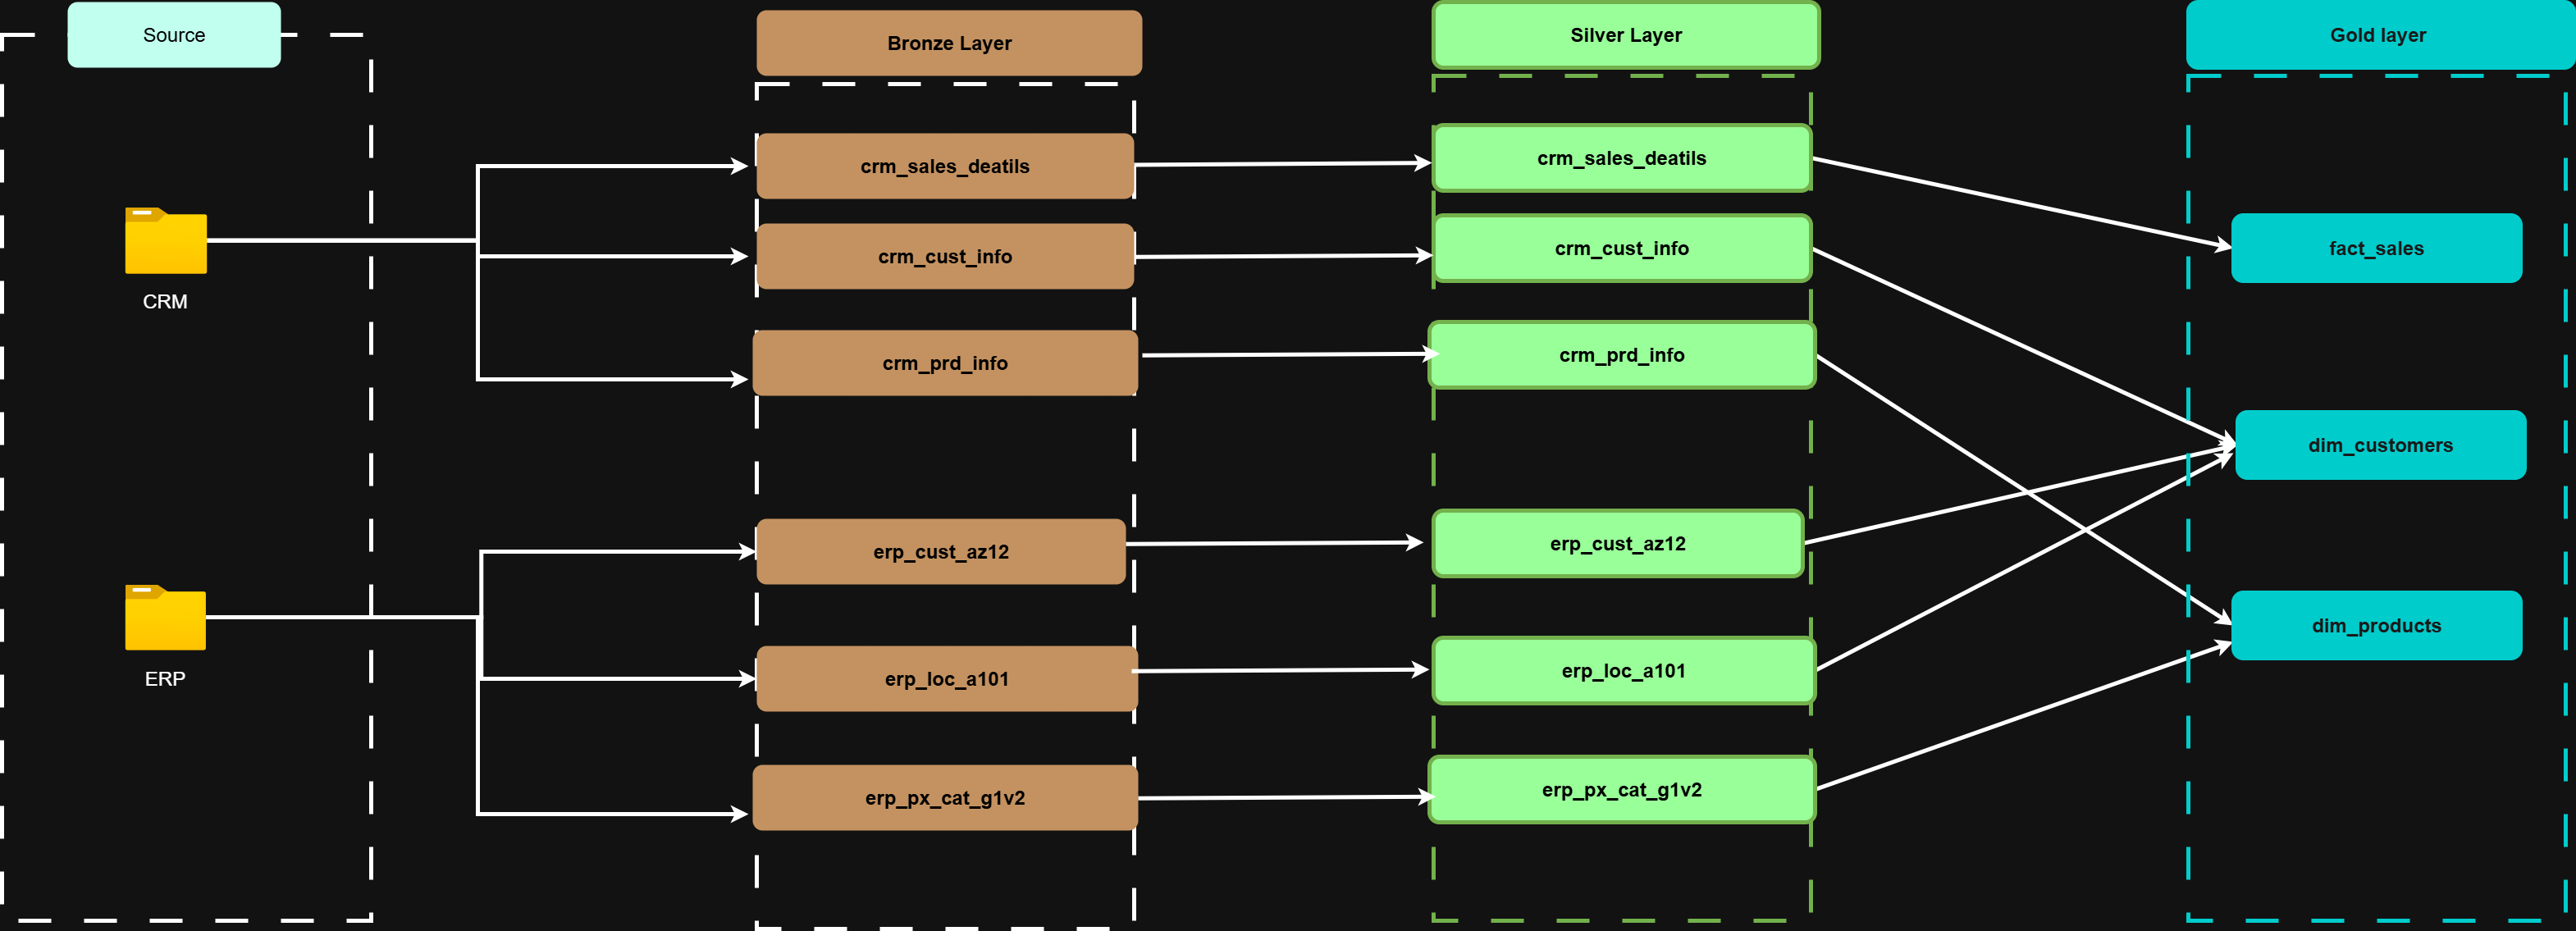 Source
Bronze Layer
Silver Layer
Gold layer
CRM
ERP
crm_sales_deatils
crm_cust_info
crm_prd_info
erp_cust_az12
erp_loc_a101
erp_px_cat_g1v2
crm_sales_deatils
crm_cust_info
crm_prd_info
erp_cust_az12
erp_loc_a101
erp_px_cat_g1v2
fact_sales
dim_customers
dim_products